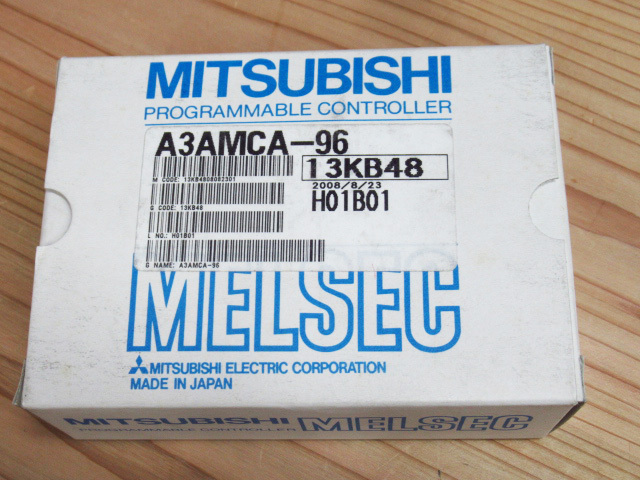 MITSUBISHI
PROGRAMMABLE CONTROLLER
A3AMCA-96
13KB48
M CODE: 13KB4808082301
2008/8/23
H01B01
G CODE: 13KB48
L NO.: H01B01
G NAME: A3AMCA-96
MELSEC
MITSUBISHI ELECTRIC CORPORATION
MADE IN JAPAN
MITSUBISHI MELSEC
PROGRAMMABLE CONTROLLER